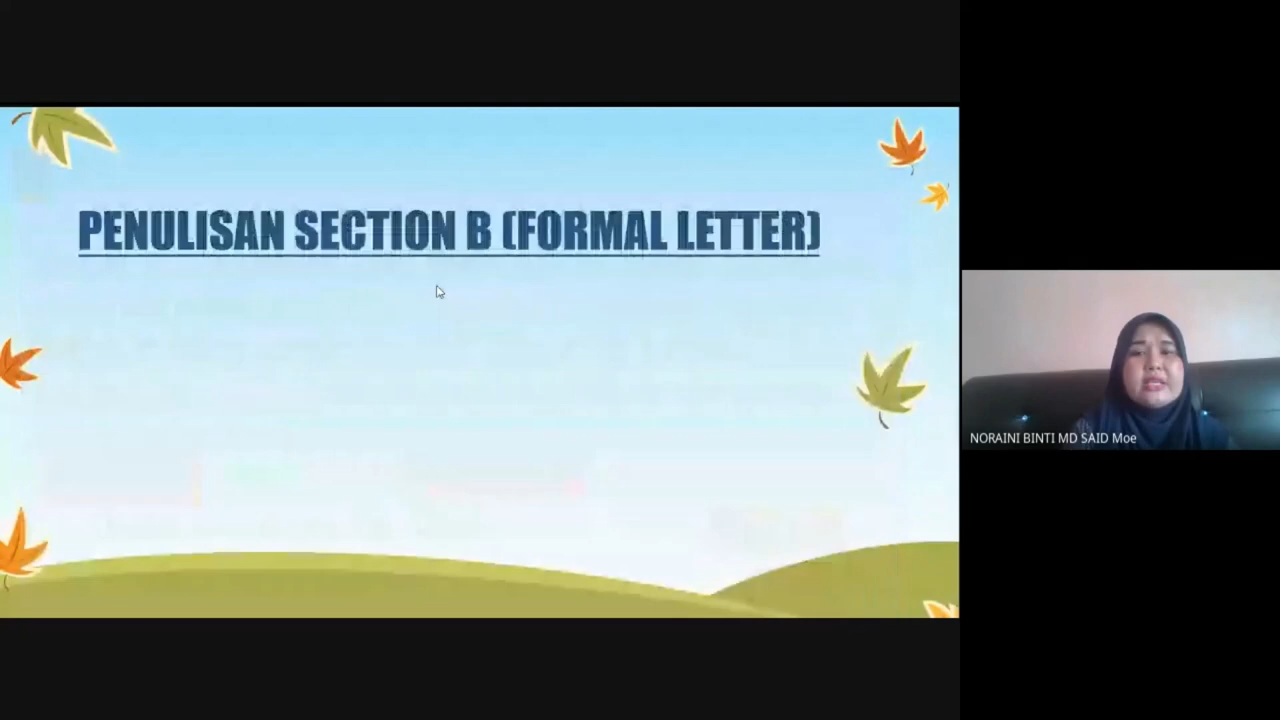 PENULISAN SECTION B (FORMAL LETTER)
NORAINI BINTI MD SAID Moe